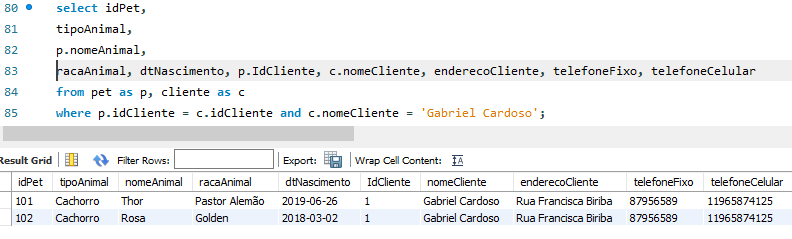 80 select idPet,
81 tipoAnimal,
82 p.nomeAnimal,
83 racaAnimal, dtNascimento, p.IdCliente, c.nomeCliente, enderecoCliente, telefoneFixo, telefoneCelular
84 from pet as p, cliente as c
85 where p.idCliente = c.idCliente and c.nomeCliente = 'Gabriel Cardoso';
Result Grid Filter Rows: Export: Wrap Cell Content: IA
idPet tipoAnimal nomeAnimal racaAnimal dtNascimento IdCliente nomeCliente enderecoCliente telefoneFixo telefoneCelular
101 Cachorro Thor Pastor Alemão 2019-06-26 1 Gabriel Cardoso Rua Francisca Biriba 87956589 11965874125
102 Cachorro Rosa Golden 2018-03-02 1 Gabriel Cardoso Rua Francisca Biriba 87956589 11965874125